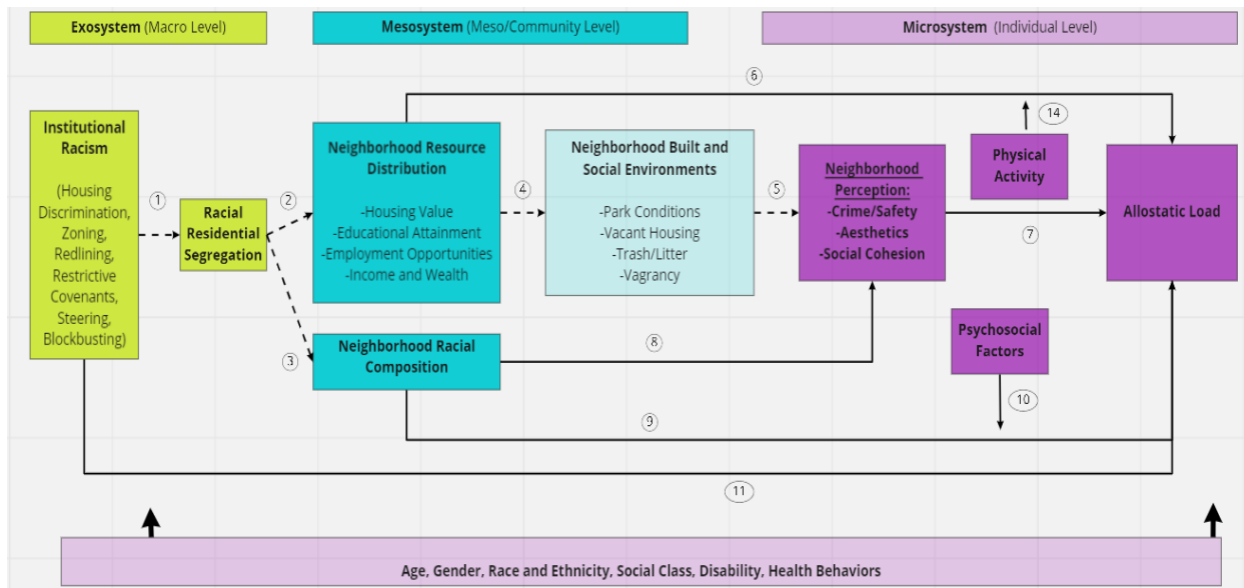 Exosystem (Macro Level)
Mesosystem (Meso/Community Level)
Microsystem (Individual Level)
6
Institutional
Racism
(Housing
Discrimination,
Zoning,
Redlining,
Restrictive
Covenants,
Steering,
Blockbusting)
1
Racial
Residential
Segregation
2
3
Neighborhood Resource
Distribution
-Housing Value
-Educational Attainment
-Employment Opportunities
-Income and Wealth
4
Neighborhood Built and
Social Environments
-Park Conditions
-Vacant Housing
-Trash/Litter
-Vagrancy
5
Neighborhood
Perception:
-Crime/Safety
-Aesthetics
-Social Cohesion
14
Physical
Activity
7
Allostatic Load
Neighborhood Racial
Composition
8
Psychosocial
Factors
10
9
11
Age, Gender, Race and Ethnicity, Social Class, Disability, Health Behaviors